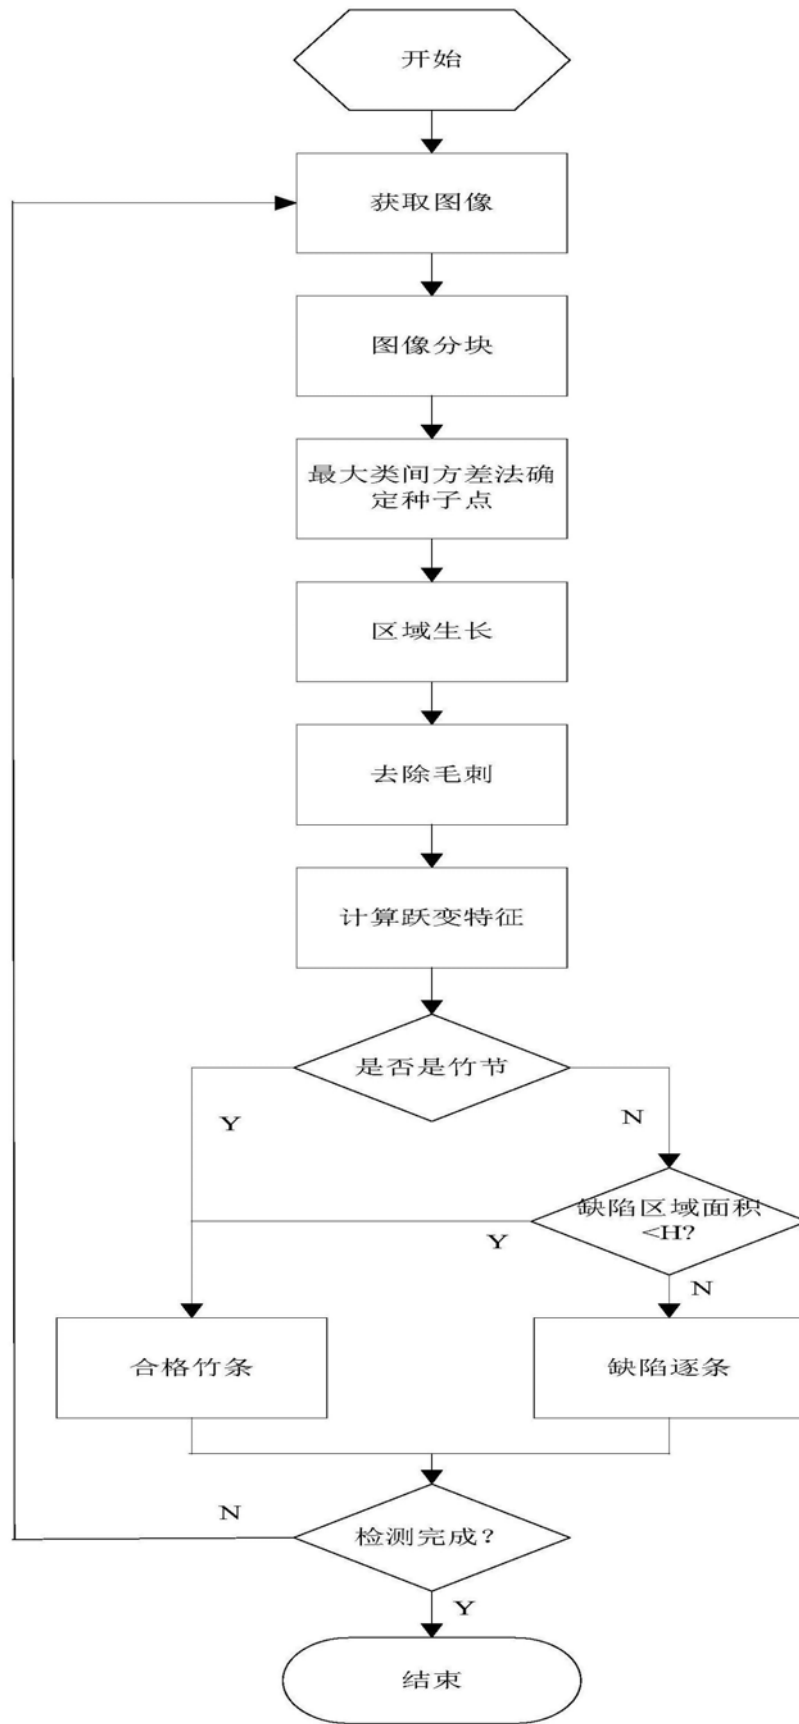 开始
获取图像
图像分块
最大类间方差法确
定种子点
区域生长
去除毛刺
计算跃变特征
是否是竹节
Y
N
缺陷区域面积
<H?
Y
N
合格竹条
缺陷逐条
N
检测完成?
Y
结束